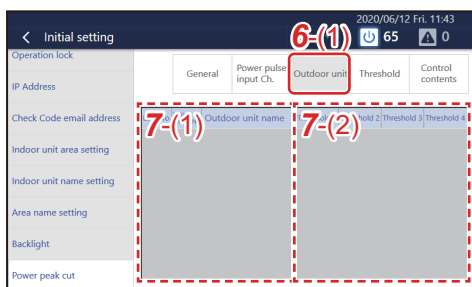 2020/06/12 Fri. 11:43
Initial setting
6-(1)
65
0
Operation lock
IP Address
Check Code email address
Indoor unit area setting
Indoor unit name setting
Area name setting
Backlight
Power peak cut
General
Power pulse
input Ch.
Outdoor unit
Threshold
Control
contents
7-(1)
Outdoor unit name
7-(2)
Threshold 3
Threshold 4